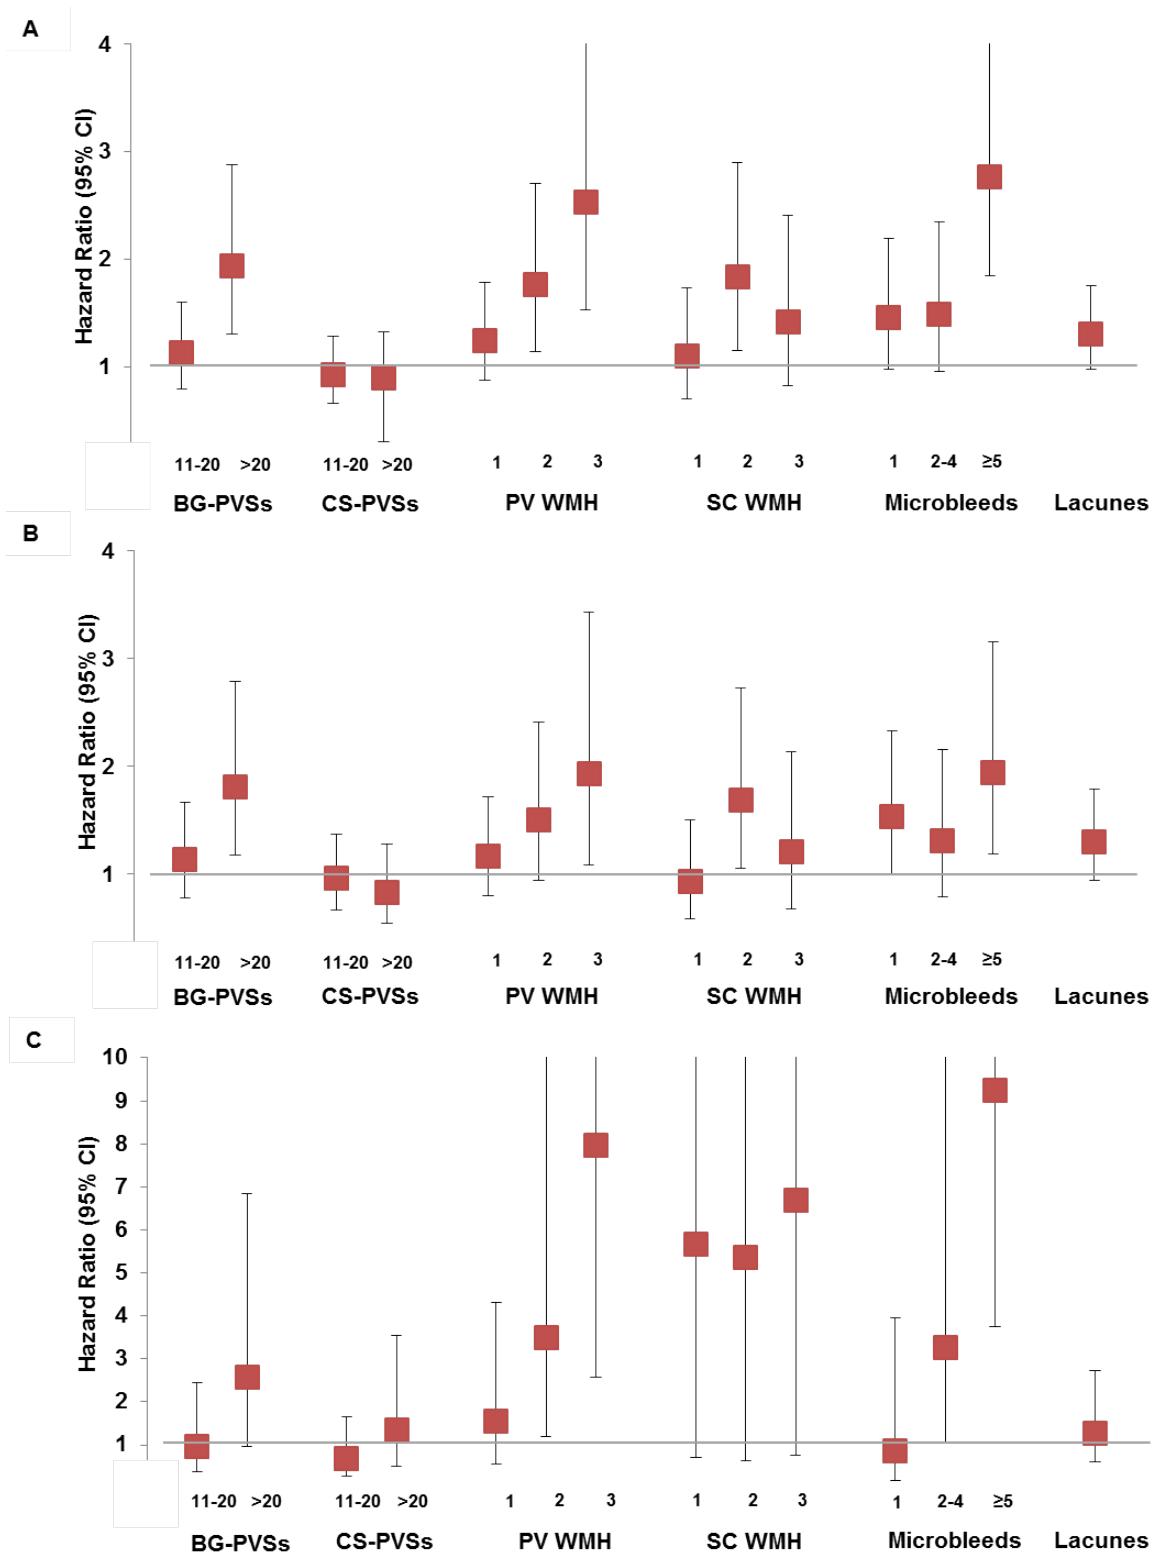 A
4
3
2
1
Hazard Ratio (95% CI)
11-20 >20 11-20 >20 1 2 3 1 2 3 1 2-4 ≥5
BG-PVSs CS-PVSs PV WMH SC WMH Microbleeds Lacunes
B
4
3
2
1
Hazard Ratio (95% CI)
11-20 >20 11-20 >20 1 2 3 1 2 3 1 2-4 ≥5
BG-PVSs CS-PVSs PV WMH SC WMH Microbleeds Lacunes
C
10
9
8
7
6
5
4
3
2
1
Hazard Ratio (95% CI)
11-20 >20 11-20 >20 1 2 3 1 2 3 1 2-4 ≥5
BG-PVSs CS-PVSs PV WMH SC WMH Microbleeds Lacunes